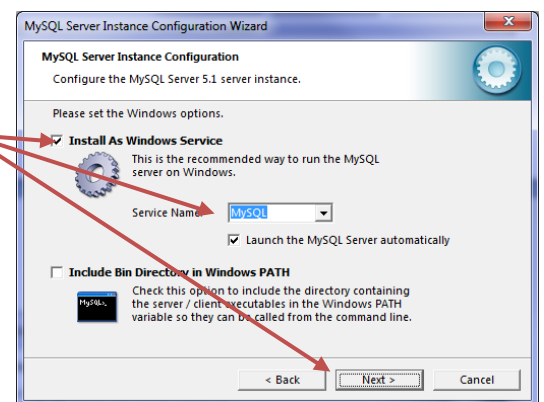 MySQL Server Instance Configuration Wizard
MySQL Server Instance Configuration
Configure the MySQL Server 5.1 server instance.
Please set the Windows options.
Install As Windows Service
This is the recommended way to run the MySQL
server on Windows.
Service Name:
MySQL
Launch the MySQL Server automatically
Include Bin Directory in Windows PATH
Check this option to include the directory containing
the server / client executables in the Windows PATH
variable so they can be called from the command line.
< Back
Next >
Cancel